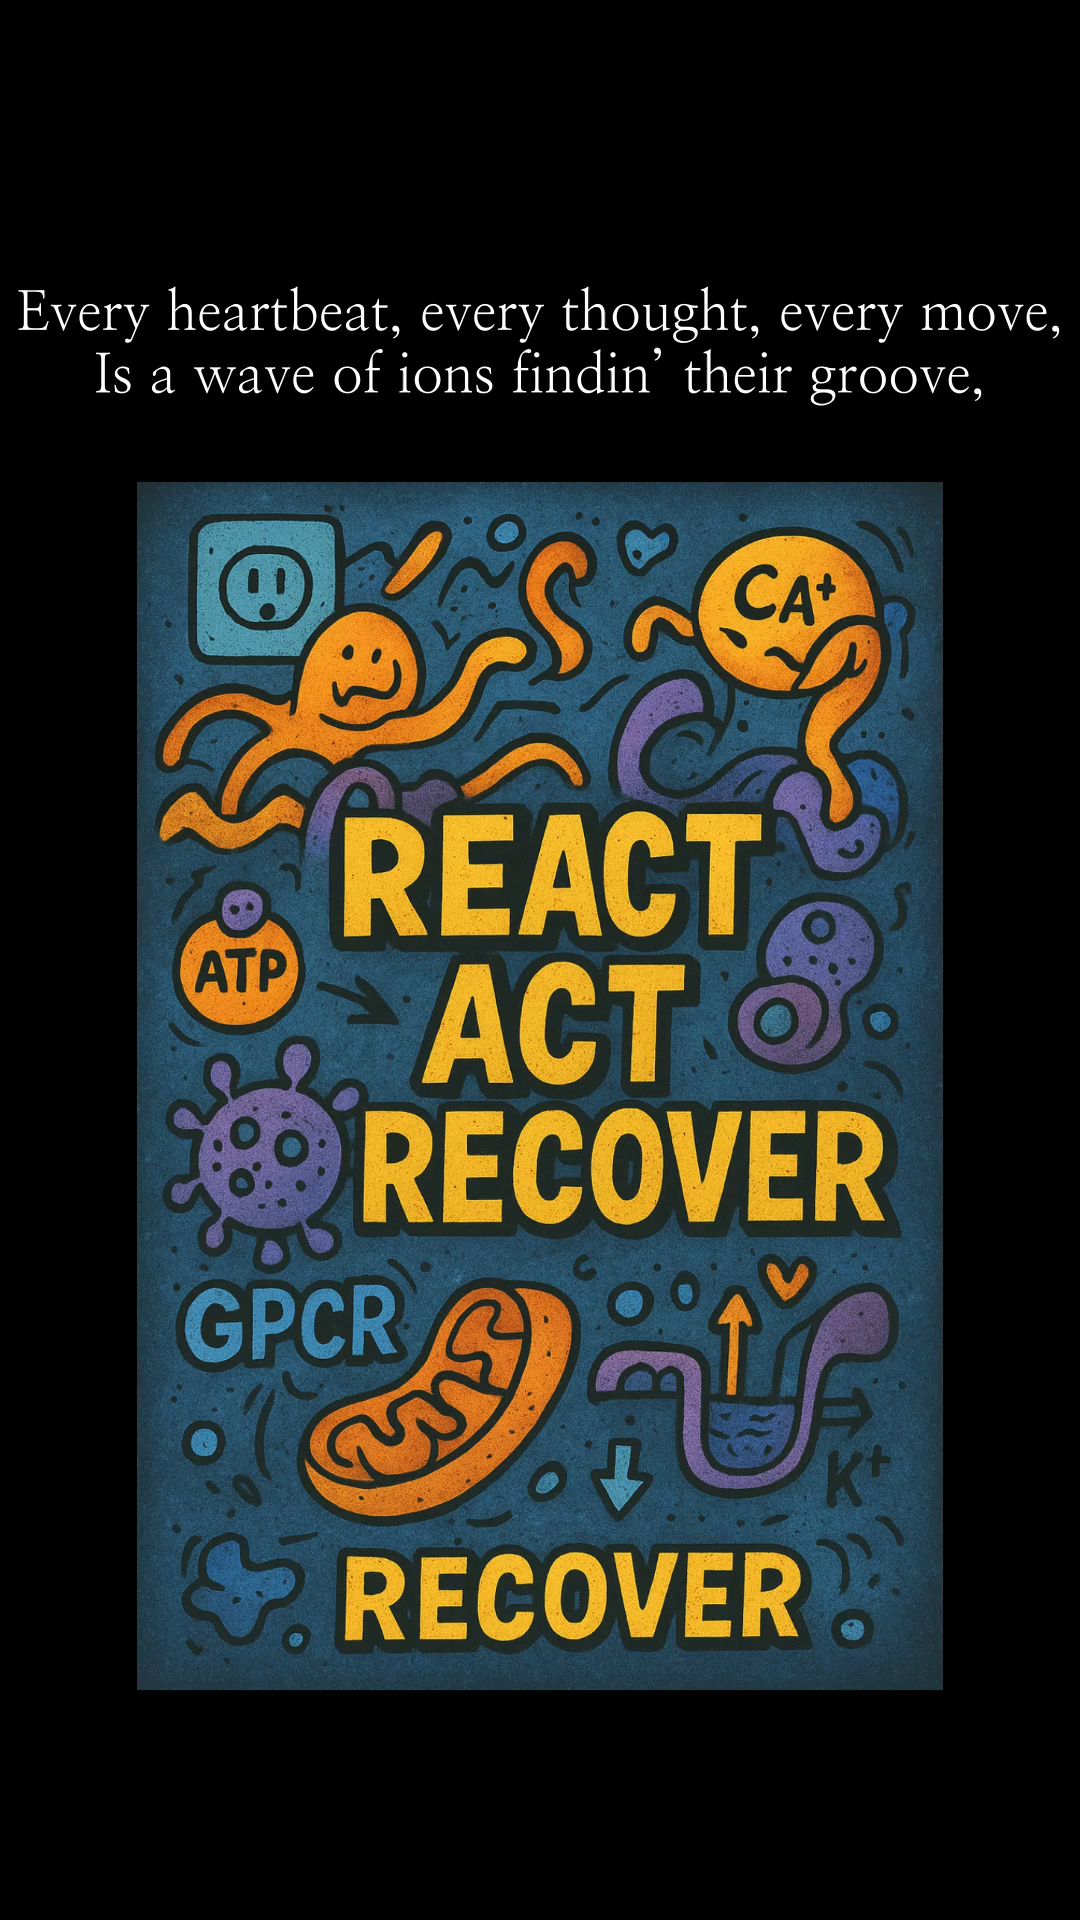 Every heartbeat, every thought, every move,
Is a wave of ions findin’ their groove,
CA+
REACT
ATP
ACT
RECOVER
GPCR
K+
RECOVER